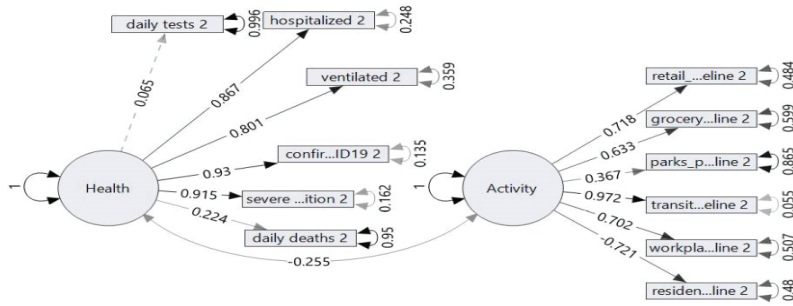 daily tests 2
0.996
hospitalized 2
0.248
ventilated 2
0.359
confir...ID19 2
0.135
severe ...ition 2
0.162
daily deaths 2
0.95
0.065
0.867
0.801
0.93
0.915
0.224
1
Health
-0.255
1
Activity
retail_...eline 2
0.484
grocery...line 2
0.599
parks_p...line 2
0.865
transit...eline 2
0.055
workpla...line 2
0.507
residen...line 2
0.48
0.718
0.633
0.367
0.972
0.702
-0.721